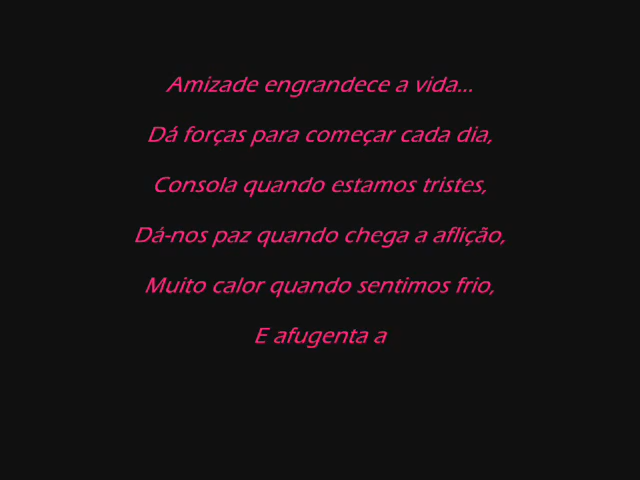 Amizade engrandece a vida...
Dá forças para começar cada dia,
Consola quando estamos tristes,
Dá-nos paz quando chega a aflição,
Muito calor quando sentimos frio,
E afugenta a